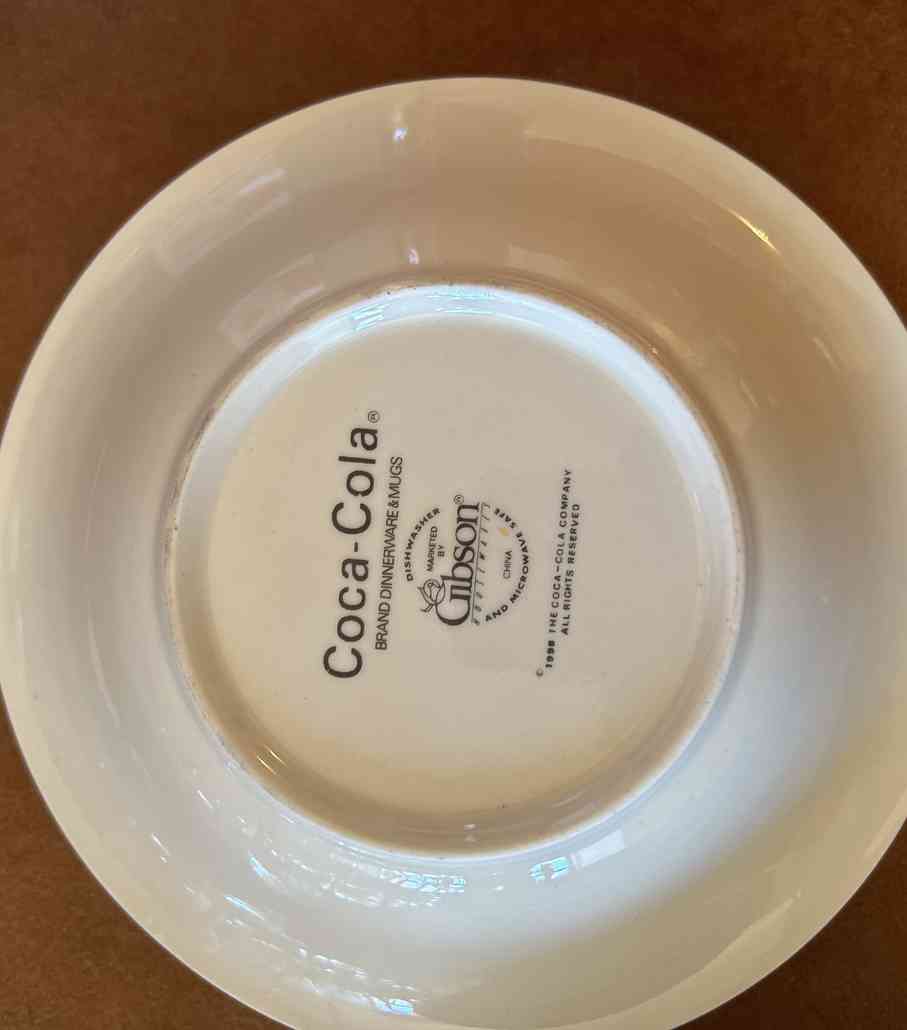 Coca-Cola®
BRAND DINNERWARE & MUGS
DISHWASHER
MARKETED
BY
Gibson®
CHINA
AND MICROWAVE SAFE
©1996 THE COCA-COLA COMPANY
ALL RIGHTS RESERVED